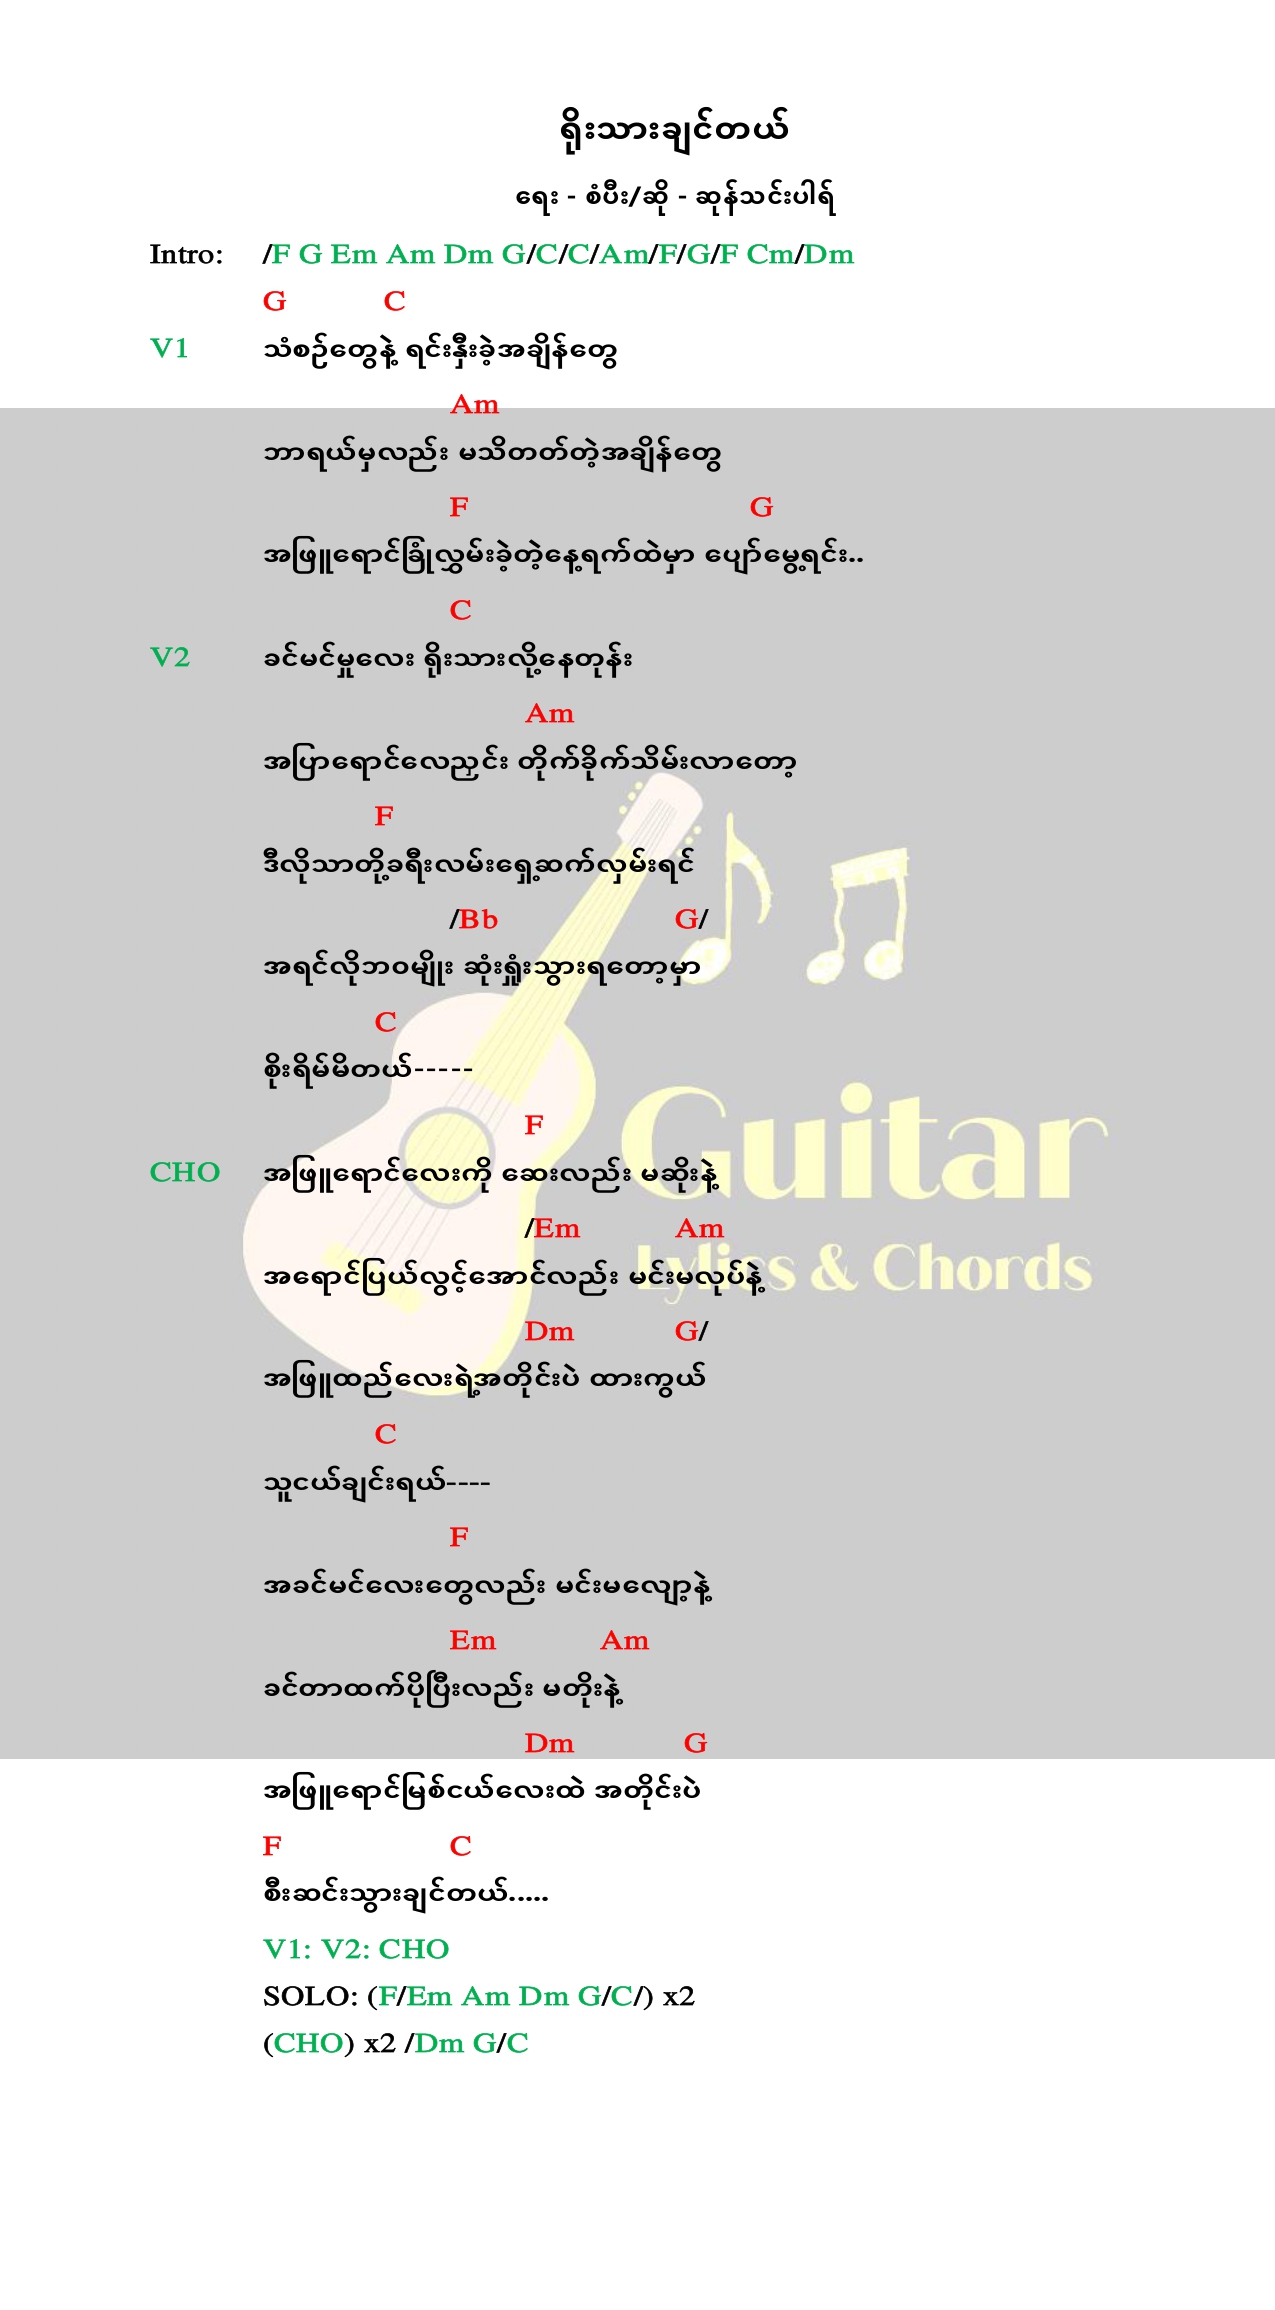 ရိုးသားချင်တယ်
ရေး - စံပီး/ဆို - ဆုန်သင်းပါရ်
Intro: /F G Em Am Dm G/C/C/Am/F/G/F Cm/Dm
G C
V1 သံစဉ်တွေနဲ့ ရင်းနှီးခဲ့အချိန်တွေ
Am
ဘာရယ်မှလည်း မသိတတ်တဲ့အချိန်တွေ
F G
အဖြူရောင်ခြုံလွှမ်းခဲ့တဲ့နေ့ရက်ထဲမှာ ပျော်မွေ့ရင်း..
C
V2 ခင်မင်မှုလေး ရိုးသားလို့နေတုန်း
Am
အပြာရောင်လေညှင်း တိုက်ခိုက်သိမ်းလာတော့
F
ဒီလိုသာတို့ခရီးလမ်းရှေ့ဆက်လှမ်းရင်
/Bb G/
အရင်လိုဘဝမျိုး ဆုံးရှုံးသွားရတော့မှာ
C
စိုးရိမ်မိတယ်-----
F
CHO အဖြူရောင်လေးကို ဆေးလည်း မဆိုးနဲ့
/Em Am
အရောင်ပြယ်လွင့်အောင်လည်း မင်းမလုပ်နဲ့
Dm G/
အဖြူထည်လေးရဲ့အတိုင်းပဲ ထားကွယ်
C
သူငယ်ချင်းရယ်----
F
အခင်မင်လေးတွေလည်း မင်းမလျော့နဲ့
Em Am
ခင်တာထက်ပိုပြီးလည်း မတိုးနဲ့
Dm G
အဖြူရောင်မြစ်ငယ်လေးထဲ အတိုင်းပဲ
F C
စီးဆင်းသွားချင်တယ်.....
V1: V2: CHO
SOLO: (F/Em Am Dm G/C/) x2
(CHO) x2 /Dm G/C
Guitar
Lylics & Chords